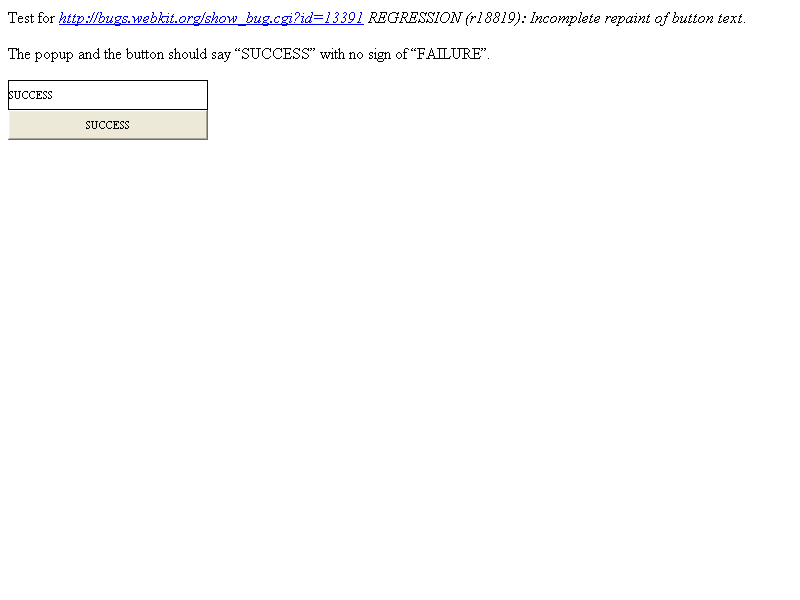 Test for http://bugs.webkit.org/show_bug.cgi?id=13391 REGRESSION (r18819): Incomplete repaint of button text.
The popup and the button should say “SUCCESS” with no sign of “FAILURE”.
SUCCESS
SUCCESS